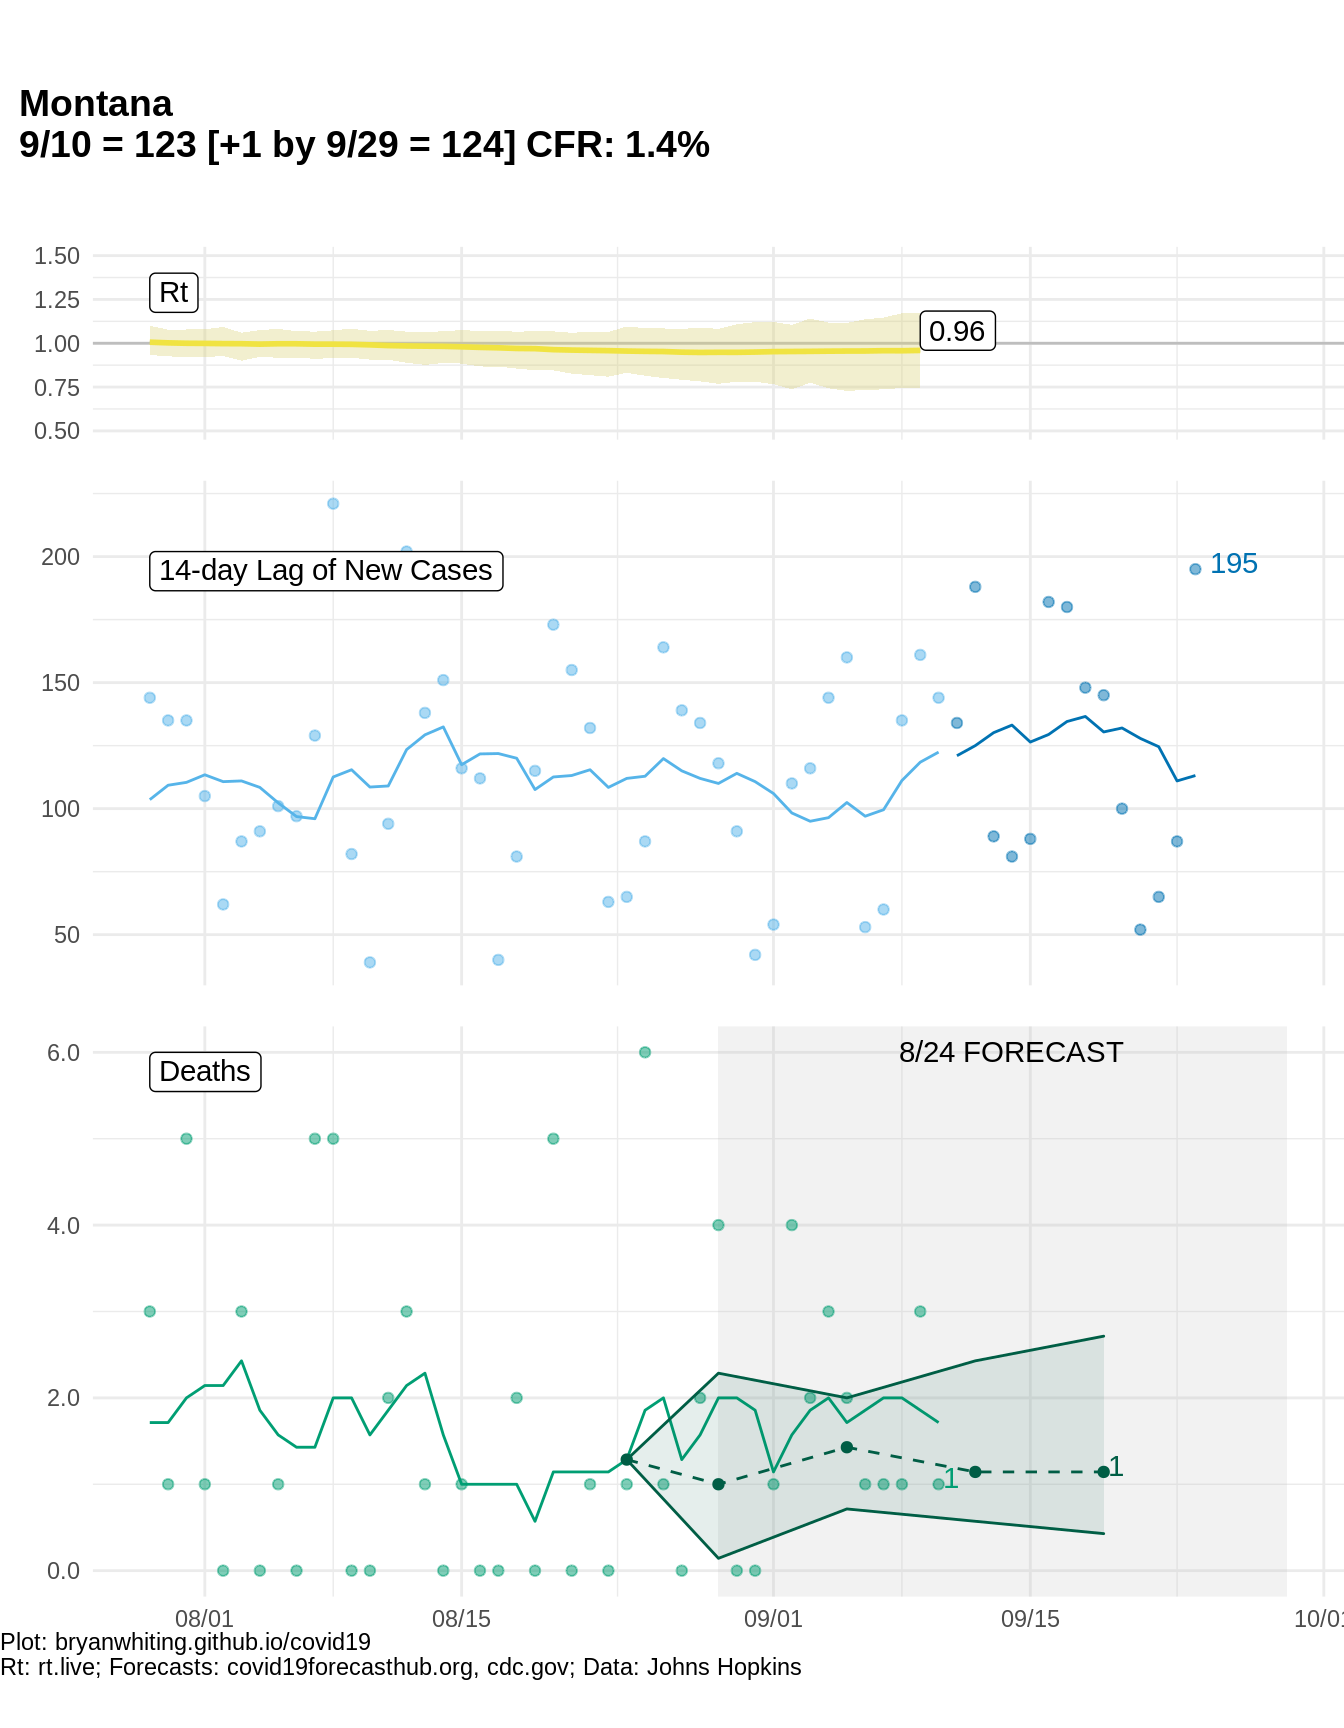 Montana
9/10 = 123 [+1 by 9/29 = 124] CFR: 1.4%
1.50
Rt
1.25
0.96
1.00
0.75
0.50
200
14-day Lag of New Cases
195
150
100
50
6.0
Deaths
8/24 FORECAST
4.0
2.0
1
1
0.0
08/01 08/15 09/01 09/15 10/01
Plot: bryanwhiting.github.io/covid19
Rt: rt.live; Forecasts: covid19forecasthub.org, cdc.gov; Data: Johns Hopkins